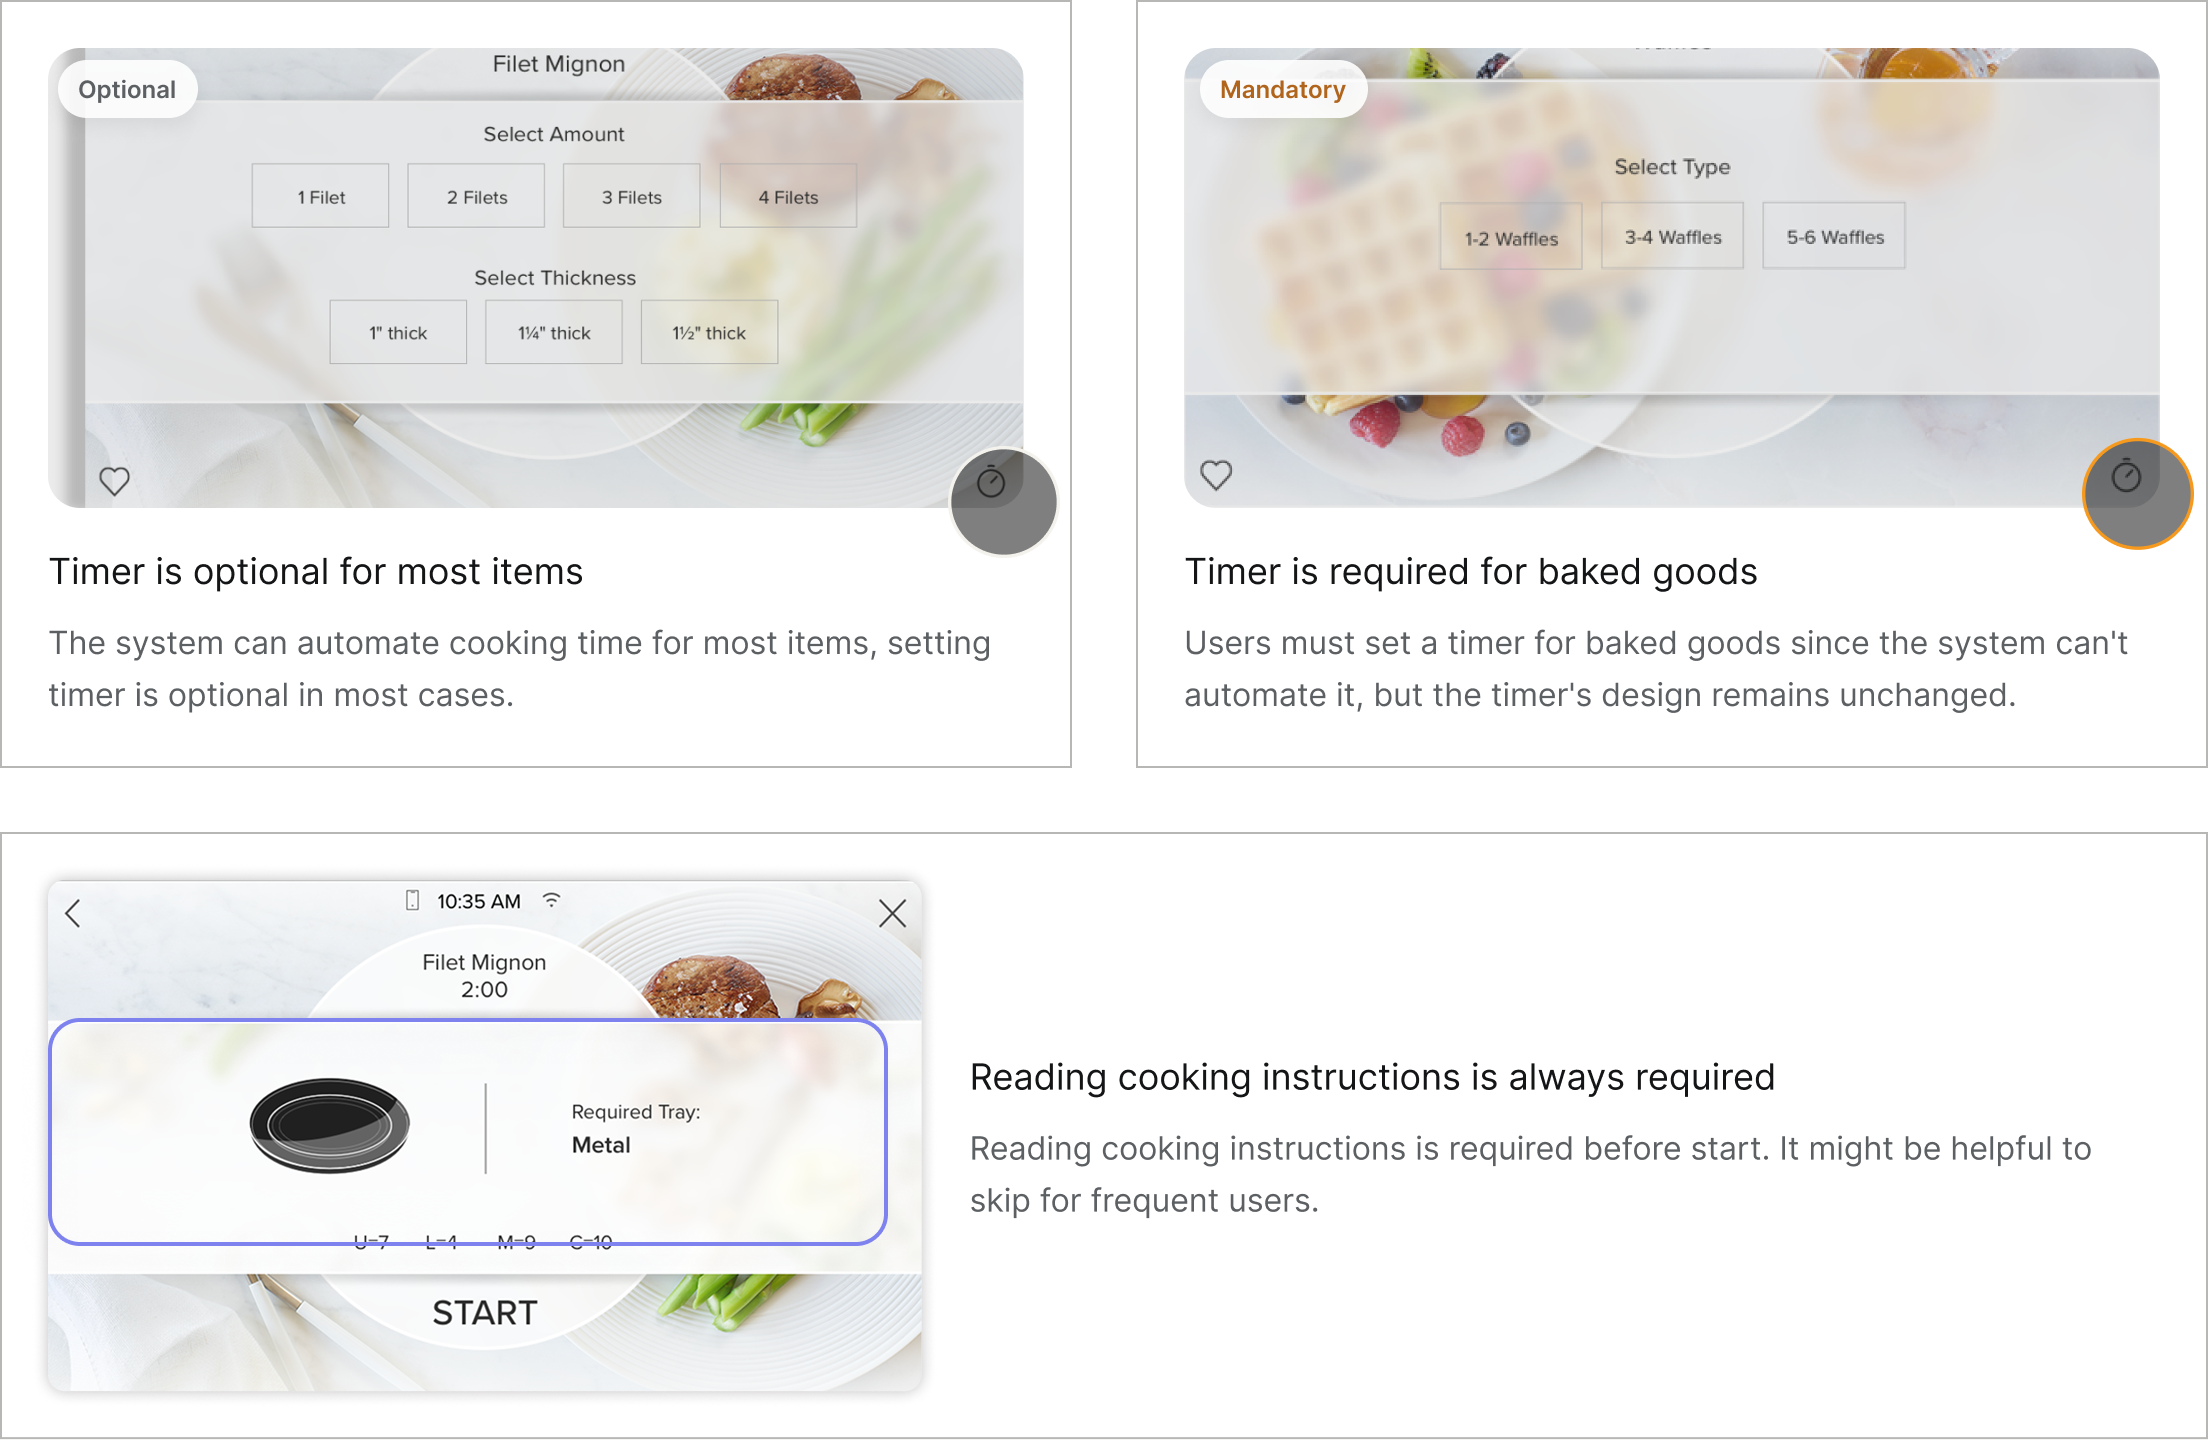 Optional
Filet Mignon
Select Amount
1 Filet
2 Filets
3 Filets
4 Filets
Select Thickness
1" thick
1¼" thick
1½" thick
Timer is optional for most items
The system can automate cooking time for most items, setting
timer is optional in most cases.
Mandatory
Select Type
1-2 Waffles
3-4 Waffles
5-6 Waffles
Timer is required for baked goods
Users must set a timer for baked goods since the system can't
automate it, but the timer's design remains unchanged.
10:35 AM
Filet Mignon
2:00
Required Tray:
Metal
U=7 L=4 M=9 C=10
START
Reading cooking instructions is always required
Reading cooking instructions is required before start. It might be helpful to
skip for frequent users.